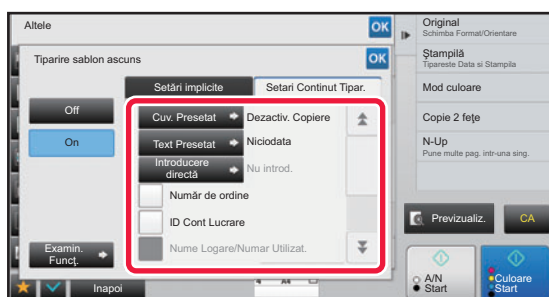 Altele
OK
Tiparire sablon ascuns
OK
Setări implicite
Setari Continut Tipar.
Off
On
Cuv. Presetat
Dezactiv. Copiere
Text Presetat
Niciodata
Introducere
directă
Nu introd.
Număr de ordine
ID Cont Lucrare
Nume Logare/Numar Utilizat.
Examin.
Funcţ.
Inapoi
A4
Original
Schimba Format/Orientare
Ştampilă
Tipareste Data si Stampila
Mod culoare
Copie 2 feţe
N-Up
Pune multe pag. intr-una sing.
Previzualiz.
CA
A/N
Start
Culoare
Start